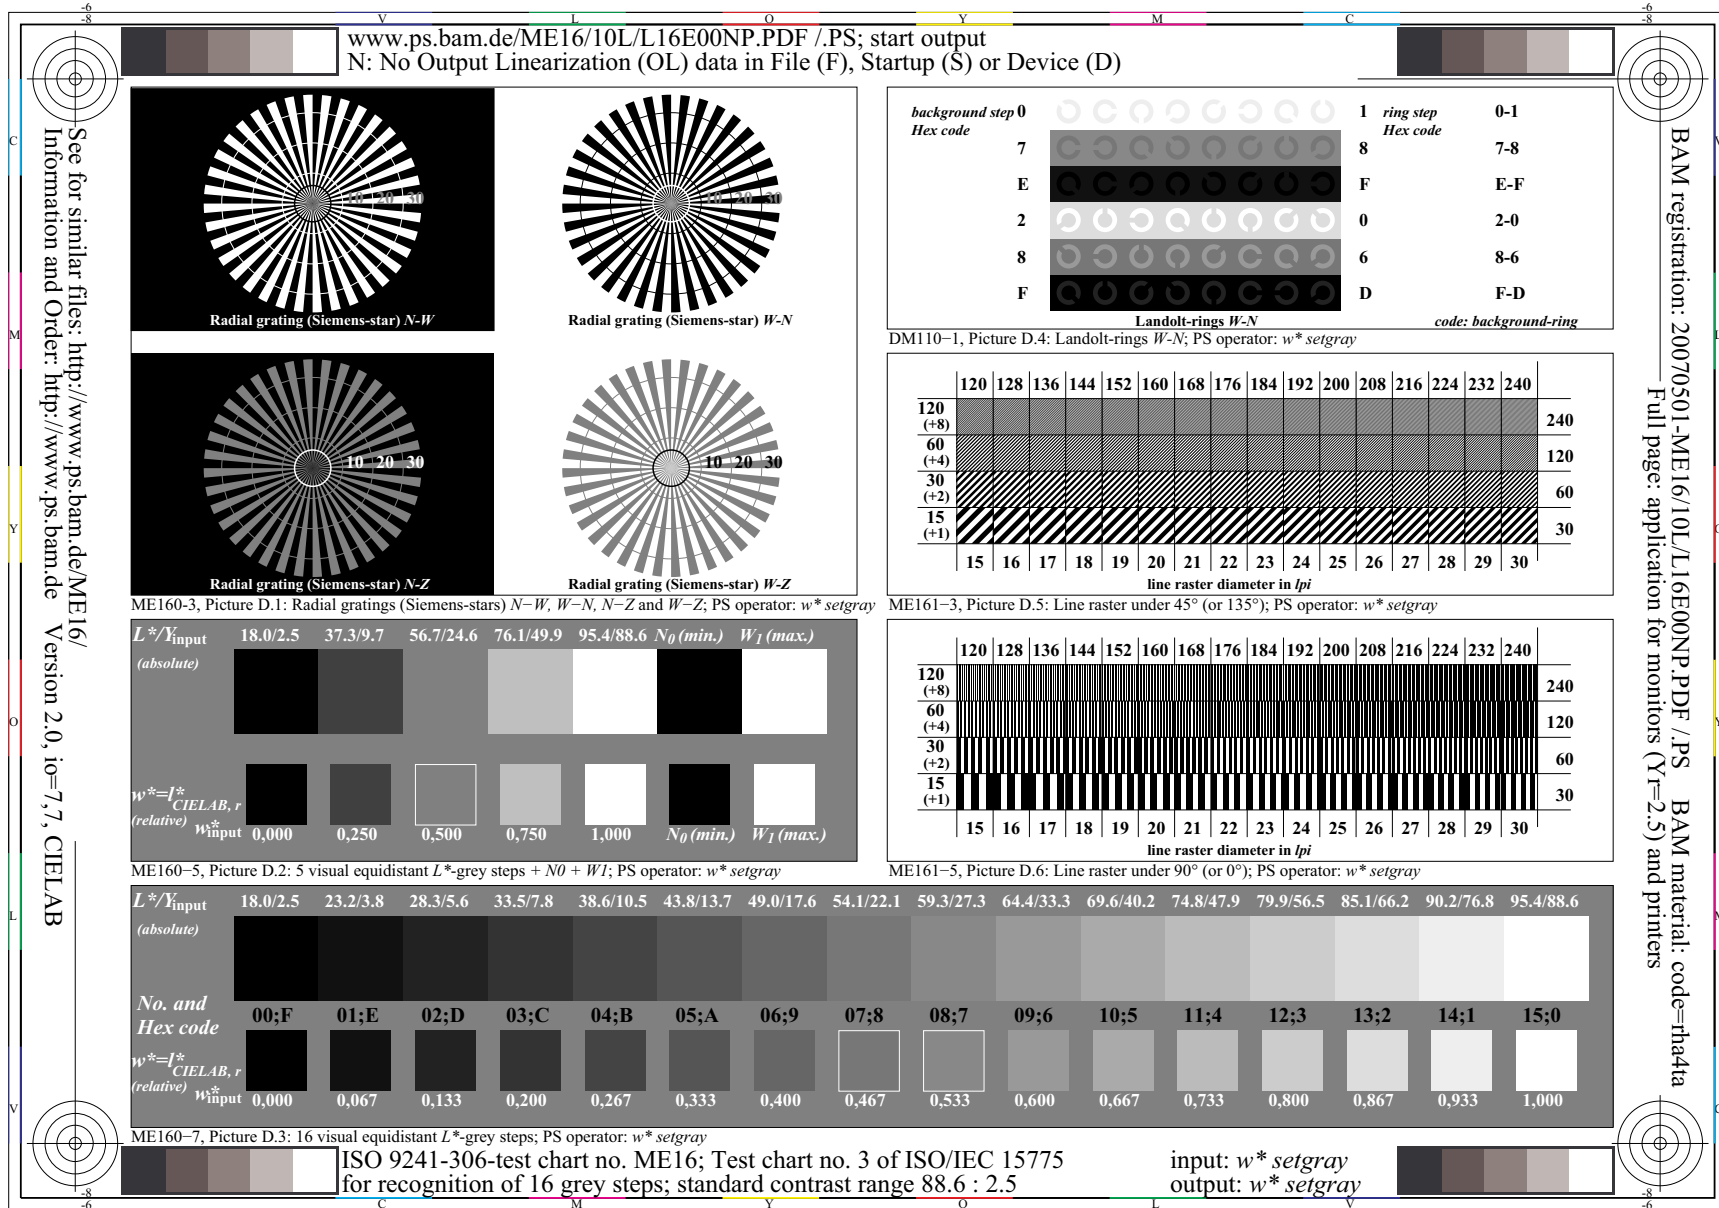 -6
-8
V L O Y M C
-6
-8
www.ps.bam.de/ME16/10L/L16E00NP.PDF /.PS; start output
N: No Output Linearization (OL) data in File (F), Startup (S) or Device (D)
See for similar files: http://www.ps.bam.de/ME16/
Information and Order: http://www.ps.bam.de Version 2.0, io=7,7, CIELAB
C
M
Y
O
L
V
10 20 30
Radial grating (Siemens-star) N-W
10 20 30
Radial grating (Siemens-star) W-N
10 20 30
Radial grating (Siemens-star) N-Z
10 20 30
Radial grating (Siemens-star) W-Z
ME160-3, Picture D.1: Radial gratings (Siemens-stars) N−W, W−N, N−Z and W−Z; PS operator: w* setgray
background step 0 1 ring step 0-1
Hex code Hex code
7 8 7-8
E F E-F
2 0 2-0
8 6 8-6
F D F-D
Landolt-rings W-N code: background-ring
DM110−1, Picture D.4: Landolt-rings W-N; PS operator: w* setgray
120 128 136 144 152 160 168 176 184 192 200 208 216 224 232 240
120
(+8) 240
60
(+4) 120
30
(+2) 60
15
(+1) 30
15 16 17 18 19 20 21 22 23 24 25 26 27 28 29 30
line raster diameter in lpi
ME161−3, Picture D.5: Line raster under 45° (or 135°); PS operator: w* setgray
L*/Yinput 18.0/2.5 37.3/9.7 56.7/24.6 76.1/49.9 95.4/88.6 N0 (min.) W1 (max.)
(absolute)
w*=l*CIELAB, r
(relative)
w*input 0,000 0,250 0,500 0,750 1,000 N0 (min.) W1 (max.)
ME160−5, Picture D.2: 5 visual equidistant L*-grey steps + N0 + W1; PS operator: w* setgray
120 128 136 144 152 160 168 176 184 192 200 208 216 224 232 240
120
(+8) 240
60
(+4) 120
30
(+2) 60
15
(+1) 30
15 16 17 18 19 20 21 22 23 24 25 26 27 28 29 30
line raster diameter in lpi
ME161−5, Picture D.6: Line raster under 90° (or 0°); PS operator: w* setgray
L*/Yinput 18.0/2.5 23.2/3.8 28.3/5.6 33.5/7.8 38.6/10.5 43.8/13.7 49.0/17.6 54.1/22.1 59.3/27.3 64.4/33.3 69.6/40.2 74.8/47.9 79.9/56.5 85.1/66.2 90.2/76.8 95.4/88.6
(absolute)
No. and
Hex code 00;F 01;E 02;D 03;C 04;B 05;A 06;9 07;8 08;7 09;6 10;5 11;4 12;3 13;2 14;1 15;0
w*=l*CIELAB, r
(relative)
w*input 0,000 0,067 0,133 0,200 0,267 0,333 0,400 0,467 0,533 0,600 0,667 0,733 0,800 0,867 0,933 1,000
ME160−7, Picture D.3: 16 visual equidistant L*-grey steps; PS operator: w* setgray
BAM registration: 20070501-ME16/10L/L16E00NP.PDF /.PS BAM material: code=rha4ta
Full page: application for monitors (Yr=2.5) and printers
ISO 9241-306-test chart no. ME16; Test chart no. 3 of ISO/IEC 15775
for recognition of 16 grey steps; standard contrast range 88.6 : 2.5
input: w* setgray
output: w* setgray
-8
-6
C M Y O L V
-8
-6